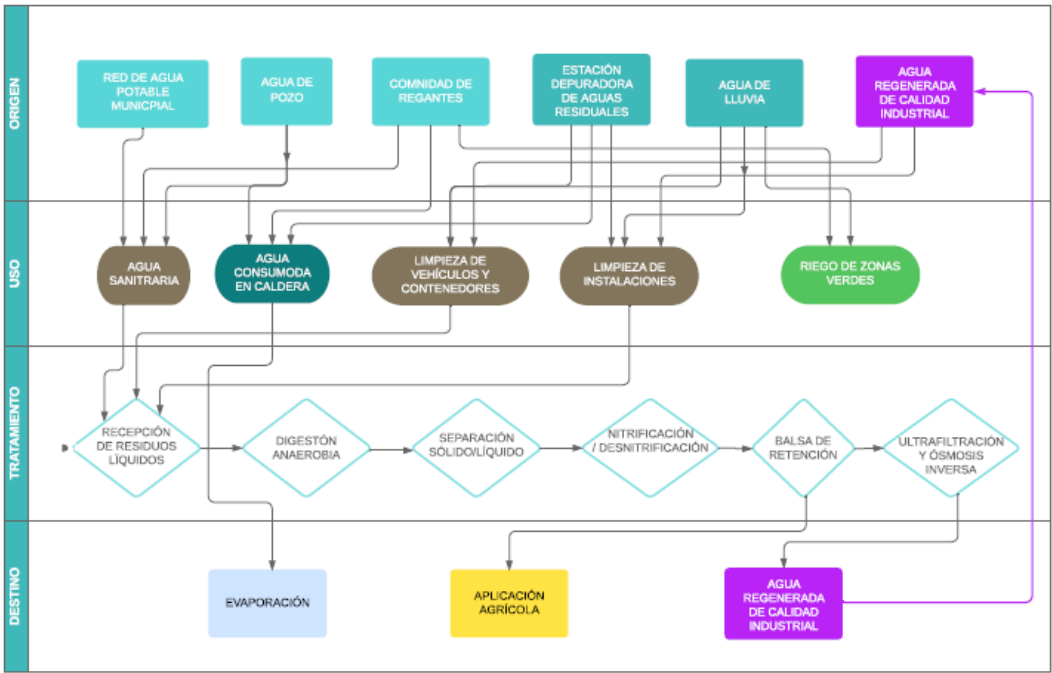 ORIGEN
RED DE AGUA
POTABLE
MUNICPIAL
AGUA DE
POZO
COMNIDAD DE
REGANTES
ESTACIÓN
DEPURADORA
DE AGUAS
RESIDUALES
AGUA DE
LLUVIA
AGUA
REGENERADA
DE CALIDAD
INDUSTRIAL
USO
AGUA
SANITRARIA
AGUA
CONSUMODA
EN CALDERA
LIMPIEZA DE
VEHÍCULOS Y
CONTENEDORES
LIMPIEZA DE
INSTALACIONES
RIEGO DE ZONAS
VERDES
TRATAMIENTO
RECEPCIÓN
DE RESIDUOS
LÍQUIDOS
DIGESTÓN
ANAEROBIA
SEPARACIÓN
SÓLIDO/LÍQUIDO
NITRIFICACIÓN
/ DESNITRIFICACIÓN
BALSA DE
RETENCIÓN
ULTRAFILTRACIÓN
Y ÓSMOSIS
INVERSA
DESTINO
EVAPORACIÓN
APLICACIÓN
AGRÍCOLA
AGUA
REGENERADA
DE CALIDAD
INDUSTRIAL